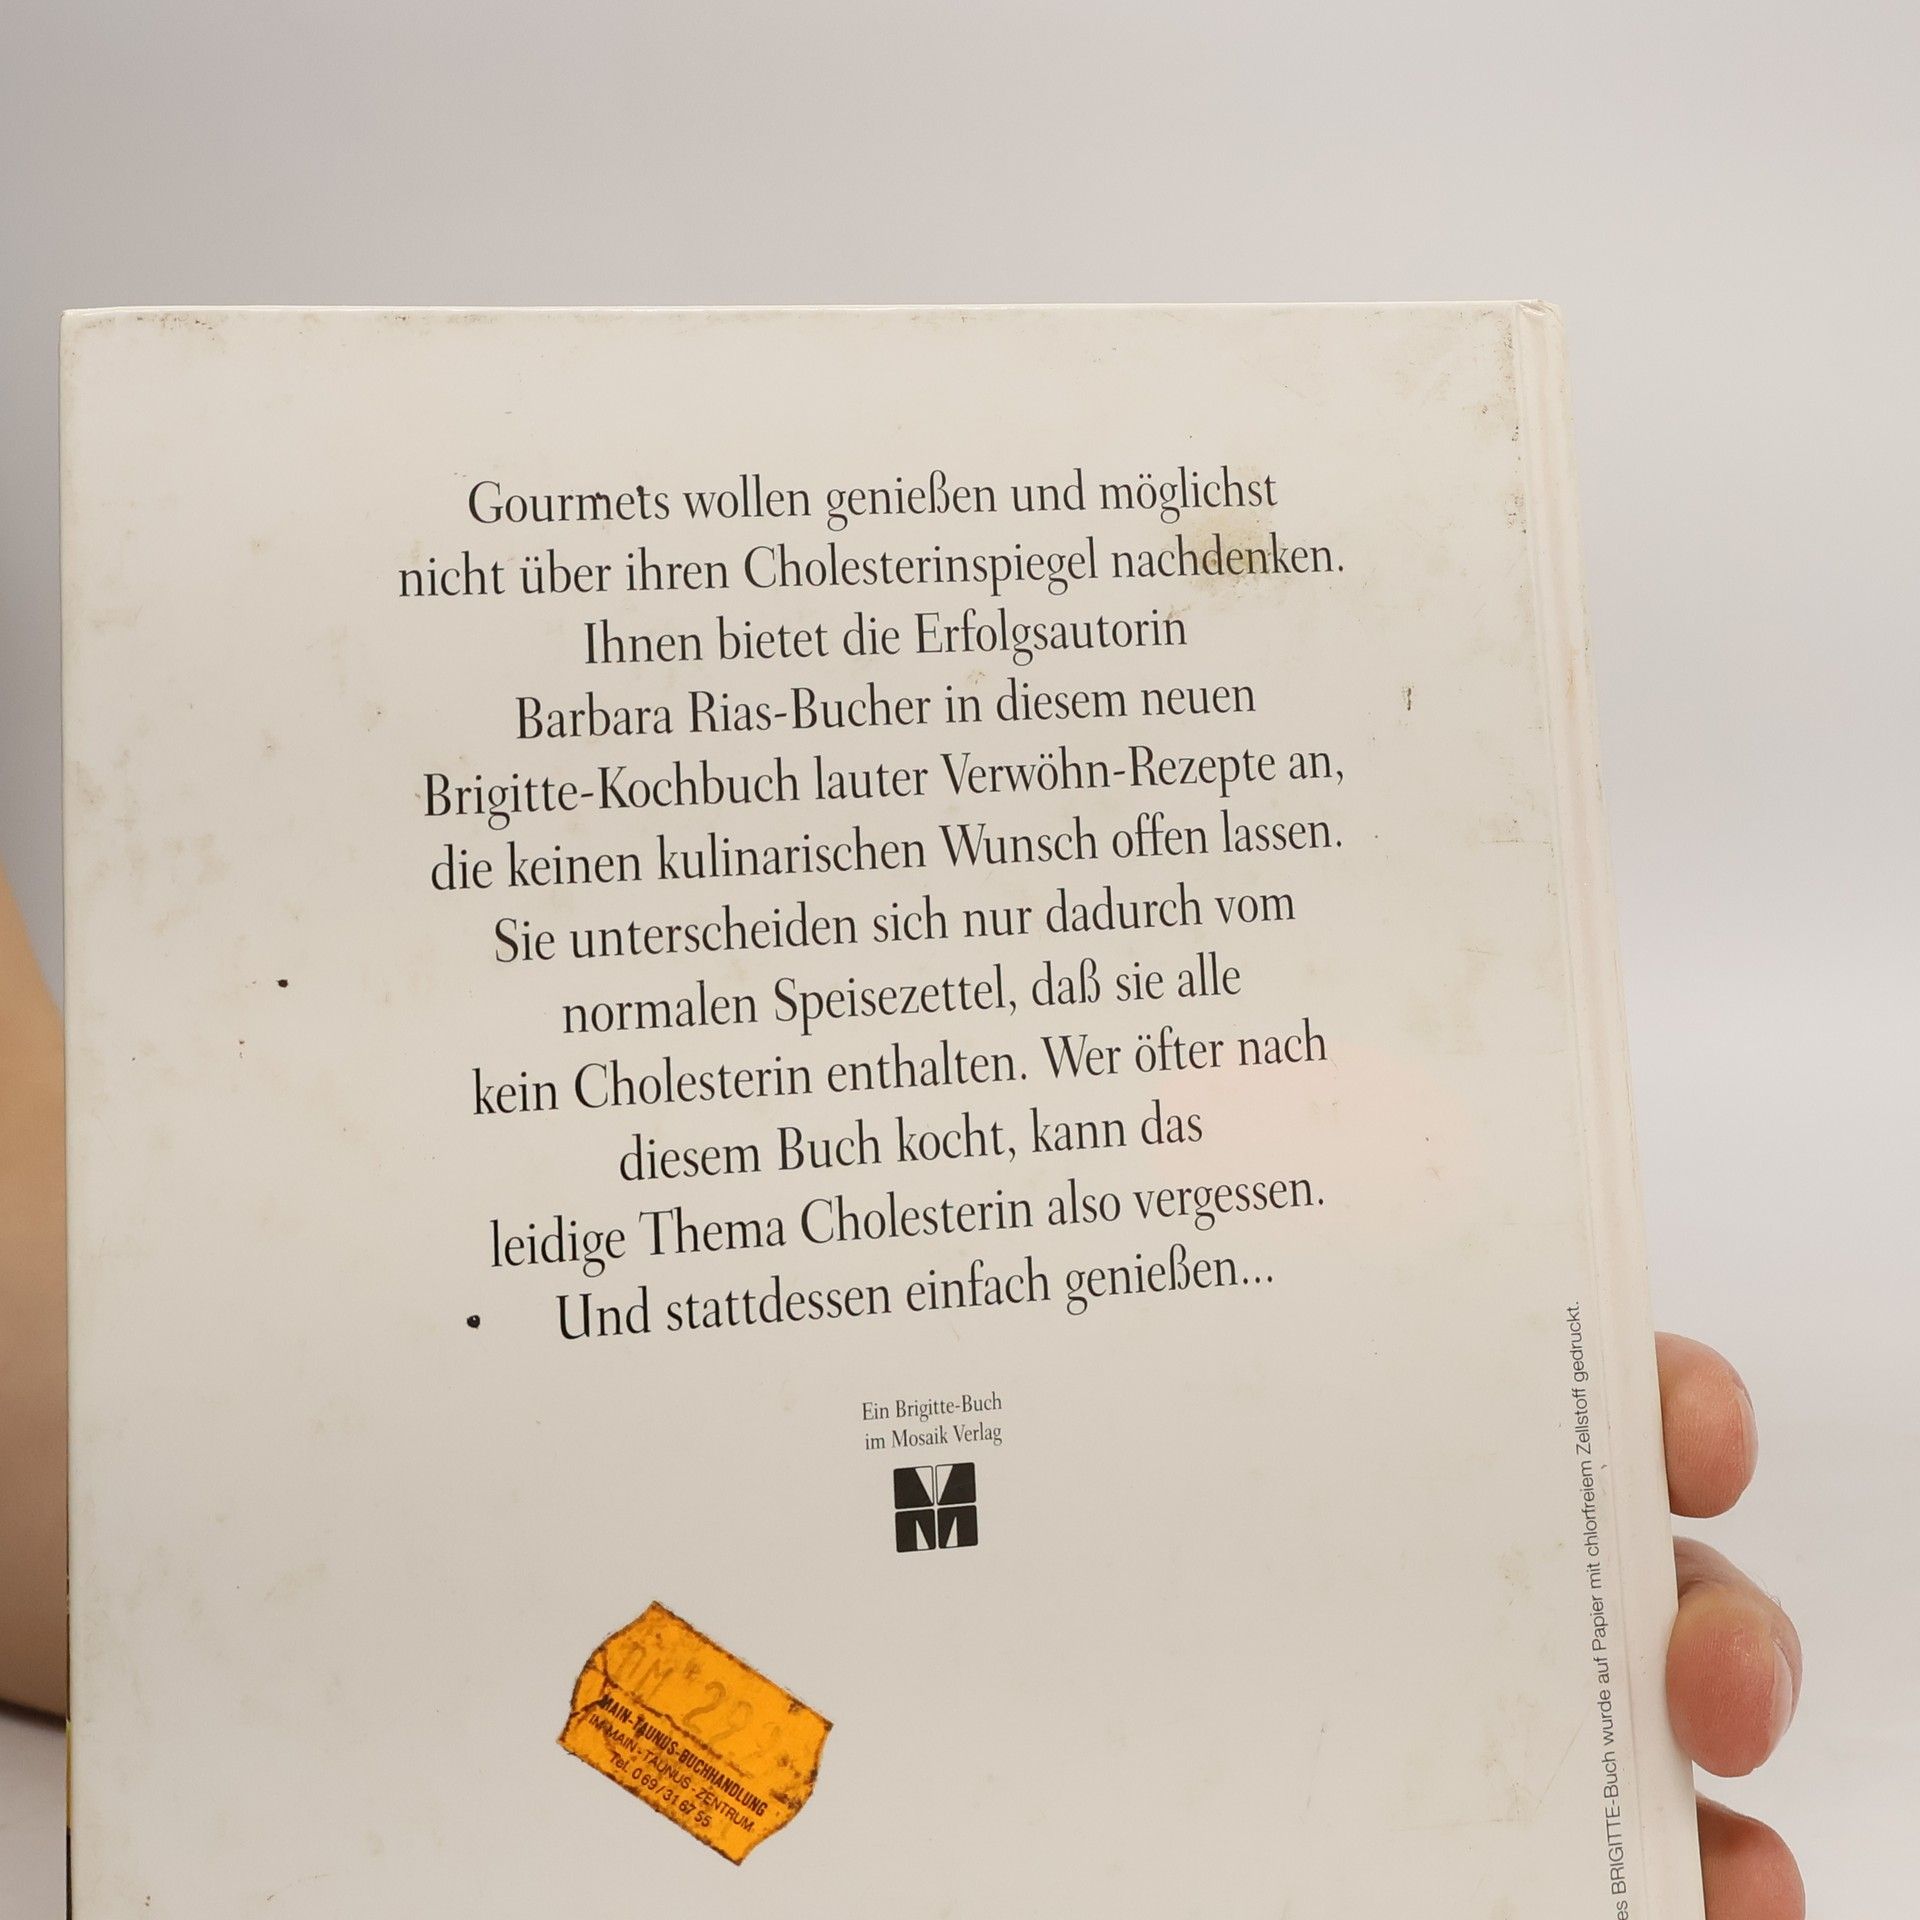 Gourmets wollen genießen und möglichst
nicht über ihren Cholesterinspiegel nachdenken.
Ihnen bietet die Erfolgsautorin
Barbara Rias-Bucher in diesem neuen
Brigitte-Kochbuch lauter Verwöhn-Rezepte an,
die keinen kulinarischen Wunsch offen lassen.
Sie unterscheiden sich nur dadurch vom
normalen Speisezettel, daß sie alle
kein Cholesterin enthalten. Wer öfter nach
diesem Buch kocht, kann das
leidige Thema Cholesterin also vergessen.
Und stattdessen einfach genießen...
Ein Brigitte-Buch
im Mosaik Verlag
DM
MAIN-TAUNUS-BUCHHANDLUNG
IM MAIN-TAUNUS-ZENTRUM
Tel. 069/316755
es BRIGITTE-Buch wurde auf Papier mit chlorfreiem Zellstoff gedruckt.